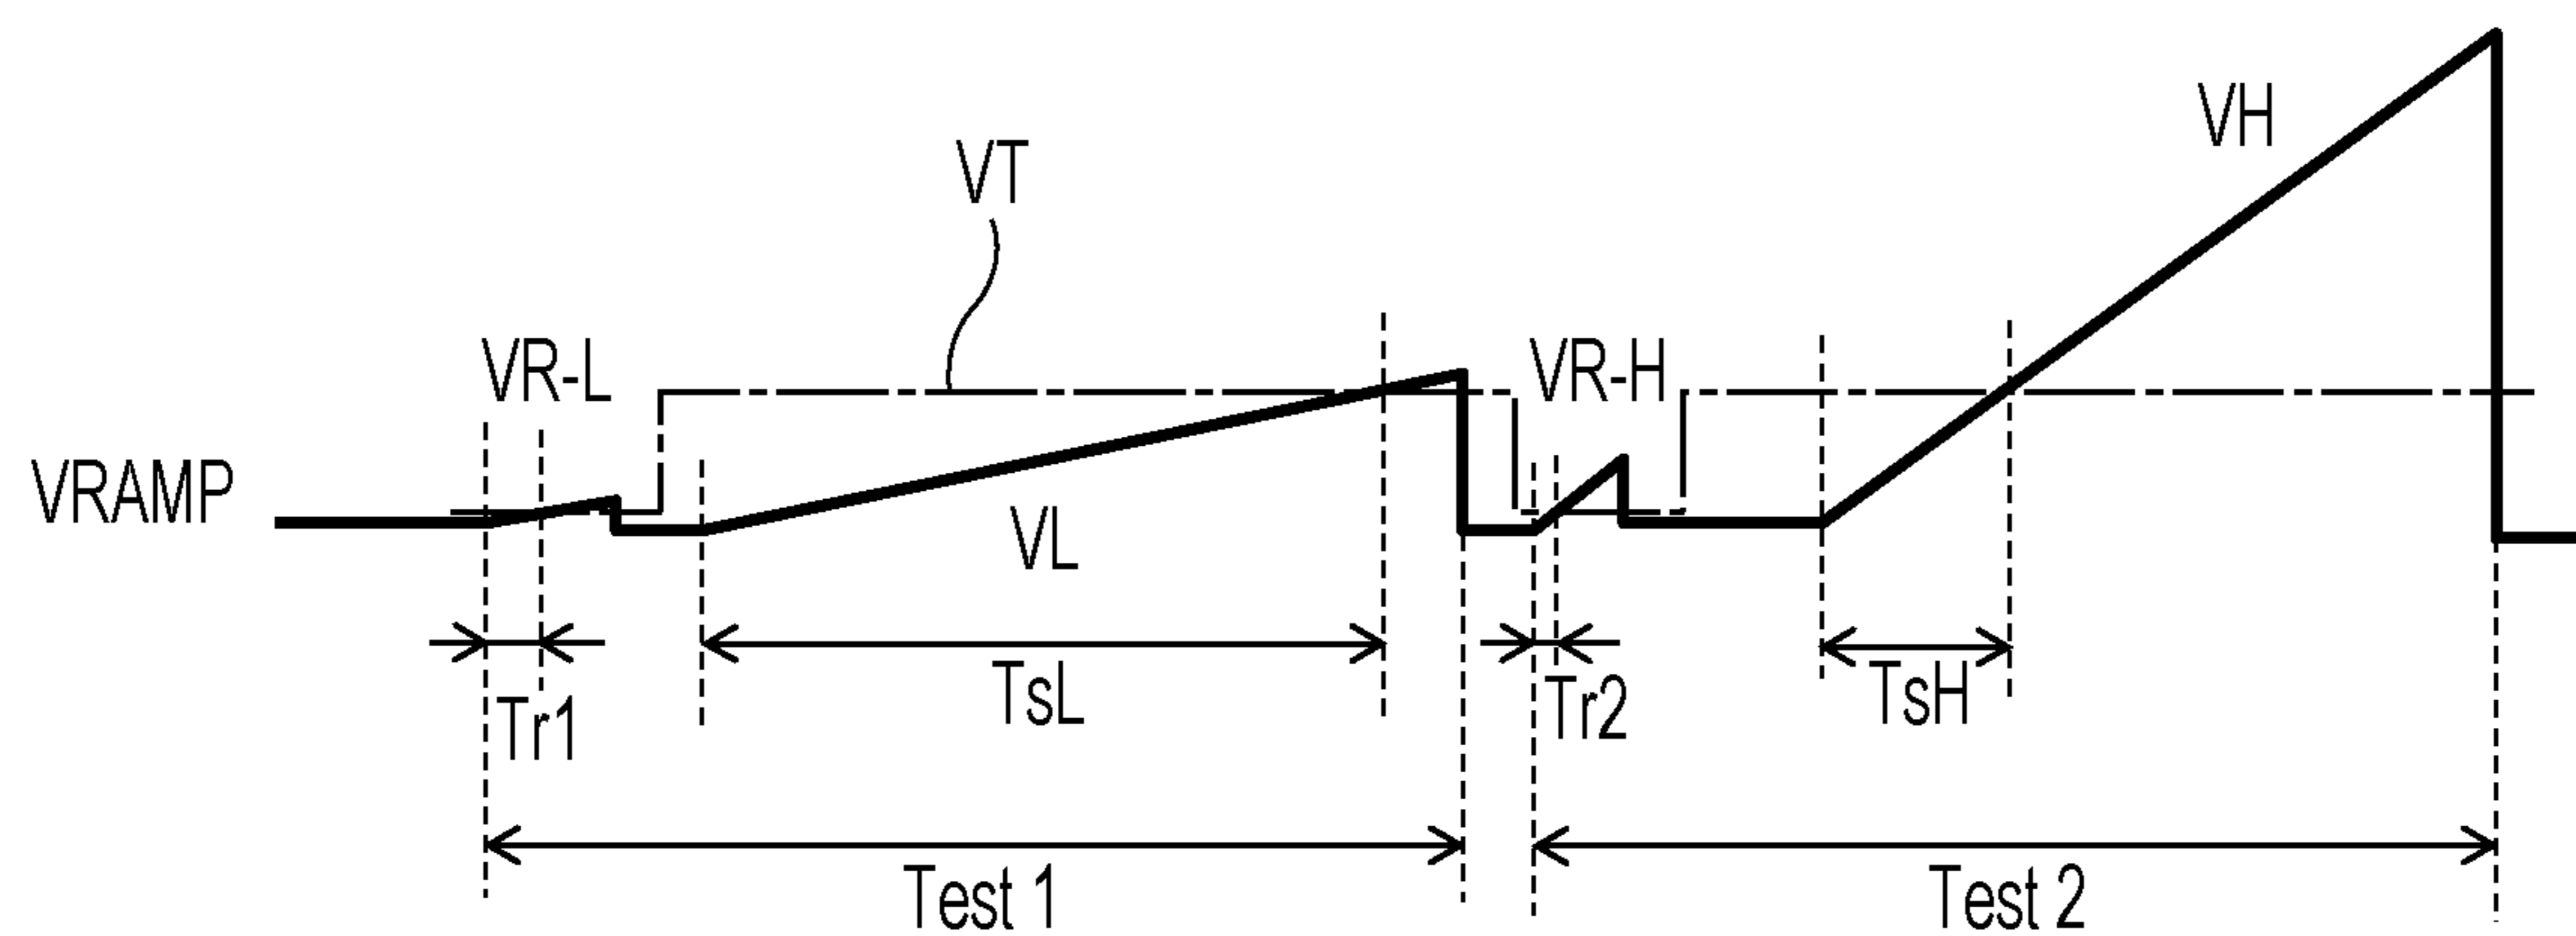 VH
VT
VR-L
VR-H
VRAMP
VL
TsL
TsH
Tr1
Tr2
Test 1
Test 2